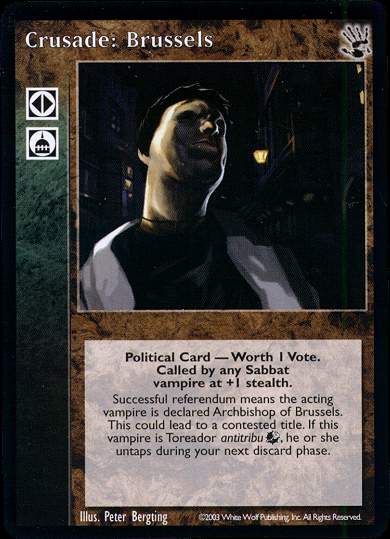 Crusade: Brussels
Political Card — Worth 1 Vote.
Called by any Sabbat
vampire at +1 stealth.
Successful referendum means the acting
vampire is declared Archbishop of Brussels.
This could lead to a contested title. If this
vampire is Toreador antitribu, he or she
untaps during your next discard phase.
Illus. Peter Bergting
©2003 White Wolf Publishing, Inc. All Rights Reserved.